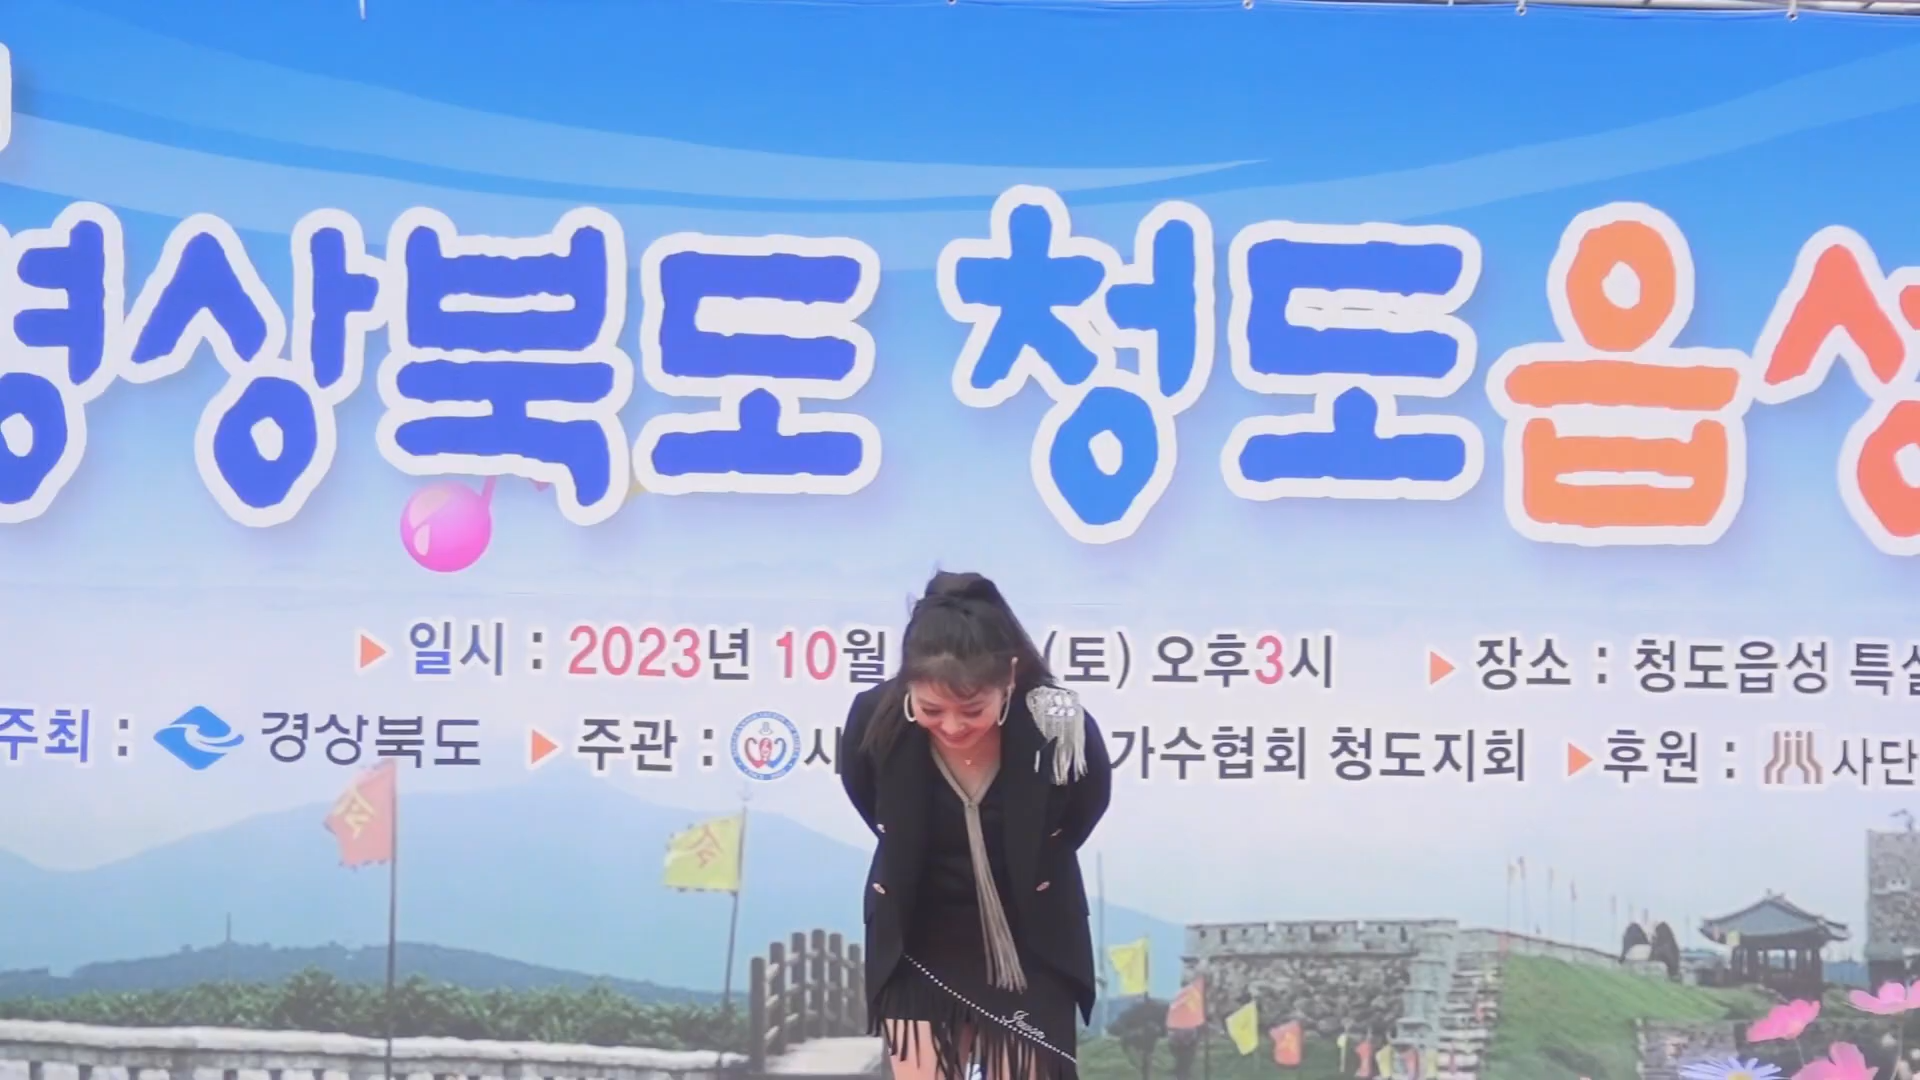 경상북도 청도읍성
일시 : 2023년 10월 (토) 오후3시 장소 : 청도읍성
주최 : 경상북도 주관 : 가수협회 청도지회 후원 : 사단